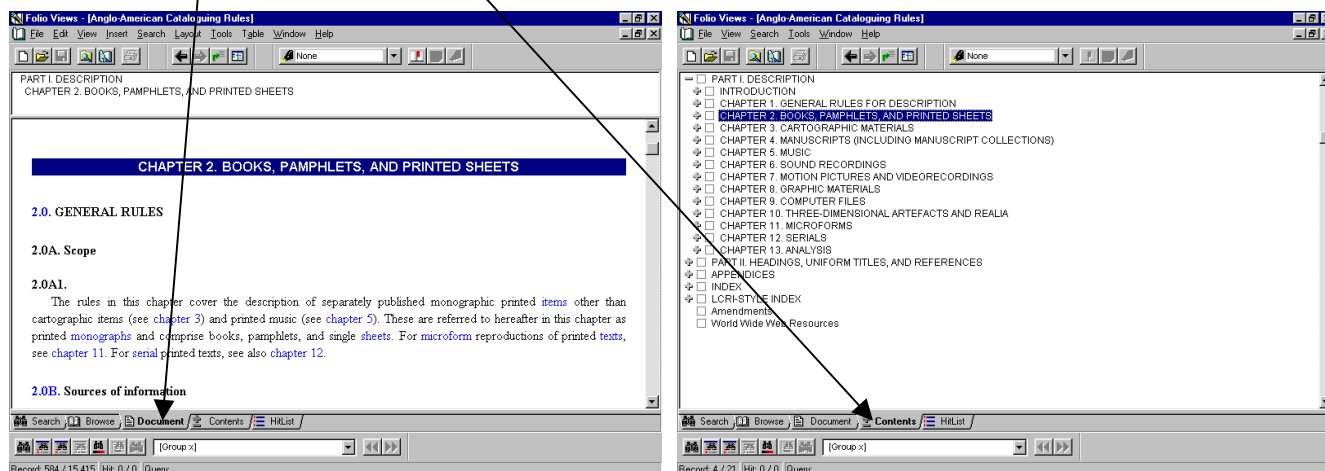 Folio Views - [Anglo-American Cataloguing Rules]
File Edit View Insert Search Layout Tools Table Window Help
None
PART I. DESCRIPTION
CHAPTER 2. BOOKS, PAMPHLETS, AND PRINTED SHEETS
CHAPTER 2. BOOKS, PAMPHLETS, AND PRINTED SHEETS
2.0. GENERAL RULES
2.0A. Scope
2.0A1.
The rules in this chapter cover the description of separately published monographic printed items other than
cartographic items (see chapter 3) and printed music (see chapter 5). These are referred to hereafter in this chapter as
printed monographs and comprise books, pamphlets, and single sheets. For microform reproductions of printed texts,
see chapter 11. For serial printed texts, see also chapter 12.
2.0B. Sources of information
Search Browse Document Contents HitList
[Group x]
Record: 584 / 15,415 Hit: 0 / 0 Query:
Folio Views - [Anglo-American Cataloguing Rules]
File View Search Tools Window Help
None
PART I. DESCRIPTION
INTRODUCTION
CHAPTER 1. GENERAL RULES FOR DESCRIPTION
CHAPTER 2. BOOKS, PAMPHLETS, AND PRINTED SHEETS
CHAPTER 3. CARTOGRAPHIC MATERIALS
CHAPTER 4. MANUSCRIPTS (INCLUDING MANUSCRIPT COLLECTIONS)
CHAPTER 5. MUSIC
CHAPTER 6. SOUND RECORDINGS
CHAPTER 7. MOTION PICTURES AND VIDEORECORDINGS
CHAPTER 8. GRAPHIC MATERIALS
CHAPTER 9. COMPUTER FILES
CHAPTER 10. THREE-DIMENSIONAL ARTEFACTS AND REALIA
CHAPTER 11. MICROFORMS
CHAPTER 12. SERIALS
CHAPTER 13. ANALYSIS
PART II. HEADINGS, UNIFORM TITLES, AND REFERENCES
APPENDICES
INDEX
LCRI-STYLE INDEX
Amendments
World Wide Web Resources
Search Browse Document Contents HitList
[Group x]
Record: 4 / 21 Hit: 0 / 0 Query: